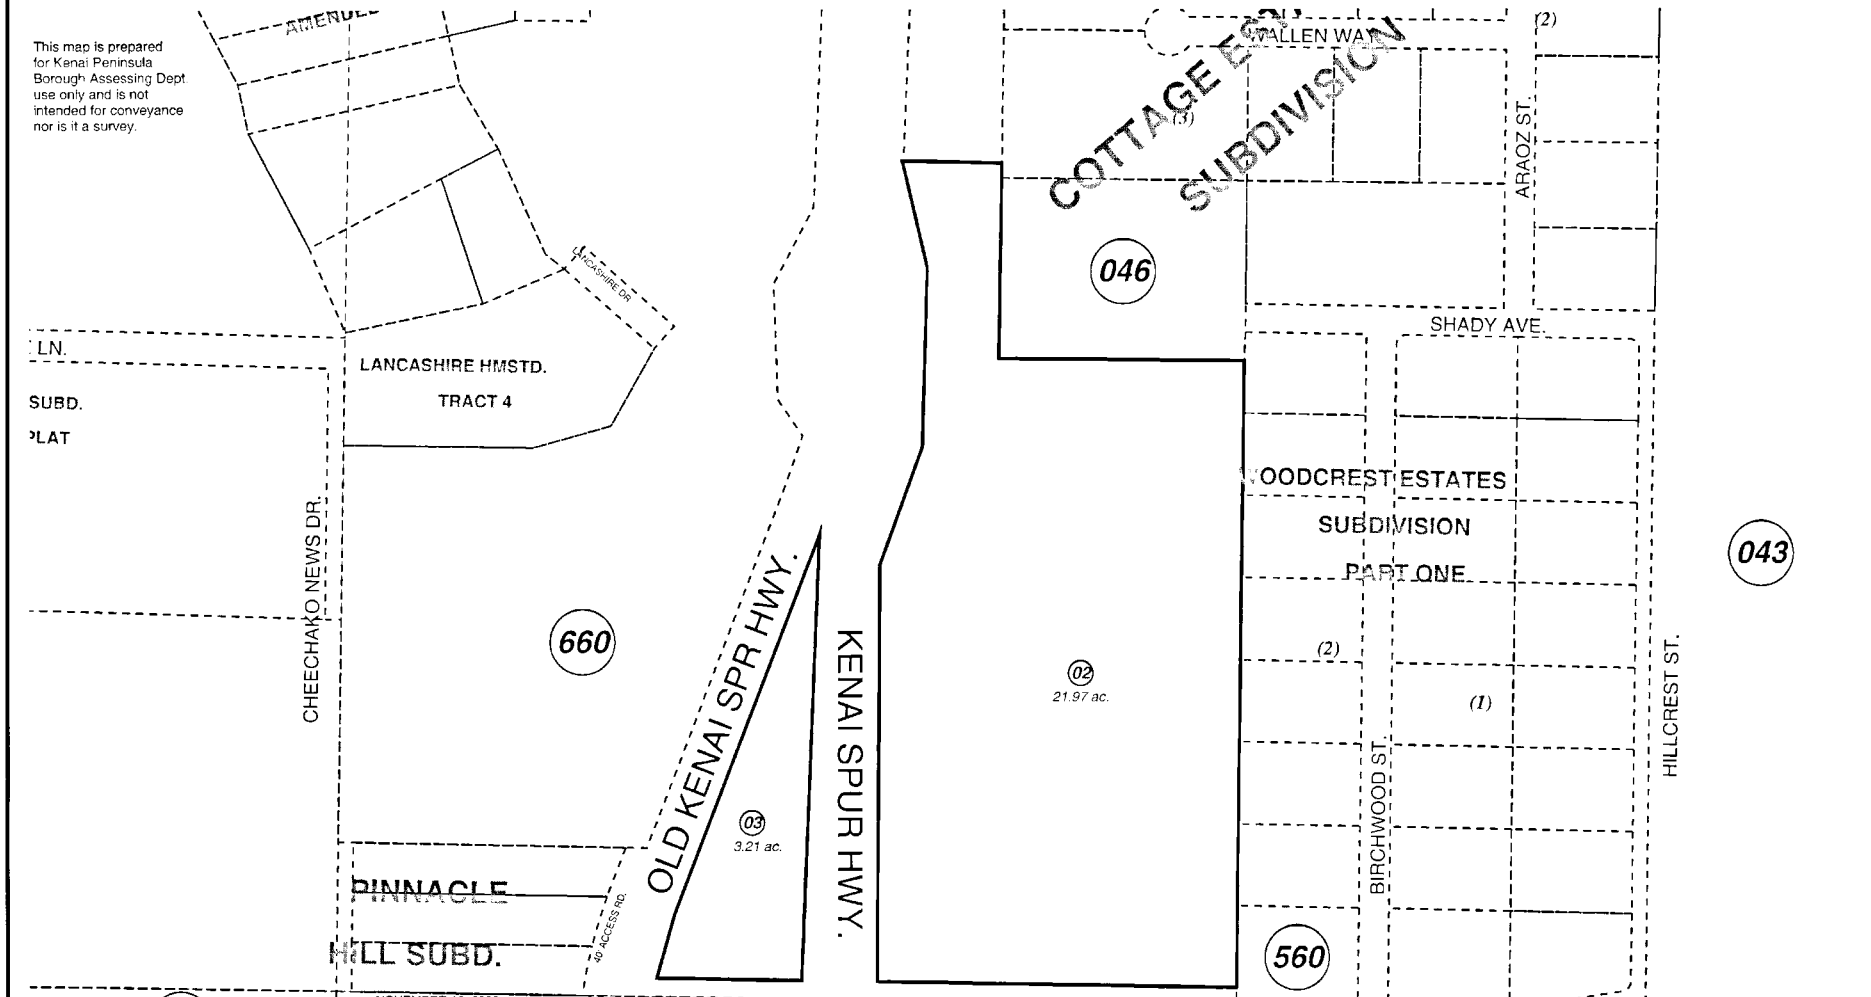 This map is prepared
for Kenai Peninsula
Borough Assessing Dept.
use only and is not
intended for conveyance
nor is it a survey.
AMENDED
(2)
WALLEN WAY
COTTAGE
SUBDIVISION
(3)
ARAOZ ST.
LANCASHIRE DR
046
SHADY AVE.
LN.
LANCASHIRE HMSTD.
TRACT 4
SUBD.
PLAT
WOODCREST ESTATES
SUBDIVISION
PART ONE
043
CHEECHAKO NEWS DR.
660
OLD KENAI SPR HWY.
KENAI SPUR HWY.
02
21.97 ac.
(2)
(1)
HILLCREST ST.
BIRCHWOOD ST.
03
3.21 ac.
PINNACLE
HILL SUBD.
40' ACCESS RD.
560